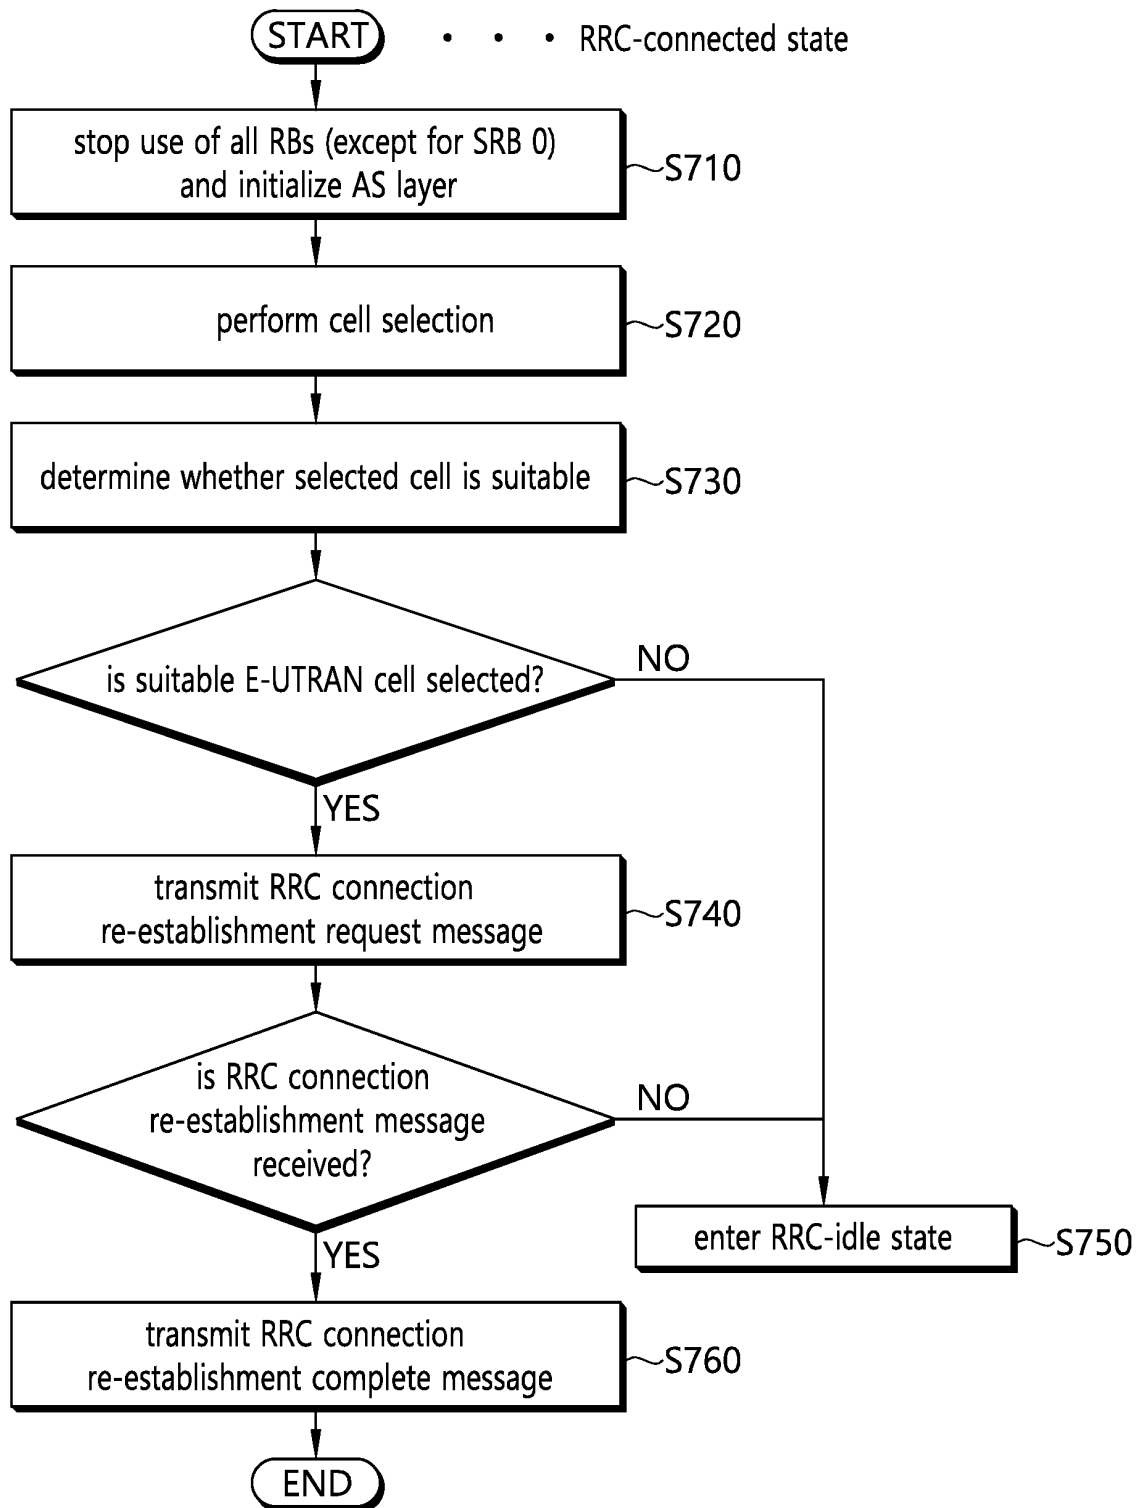 START
• • • RRC-connected state
stop use of all RBs (except for SRB 0)
and initialize AS layer
S710
perform cell selection
S720
determine whether selected cell is suitable
S730
is suitable E-UTRAN cell selected?
NO
YES
transmit RRC connection
re-establishment request message
S740
is RRC connection
re-establishment message
received?
NO
YES
enter RRC-idle state
S750
transmit RRC connection
re-establishment complete message
S760
END